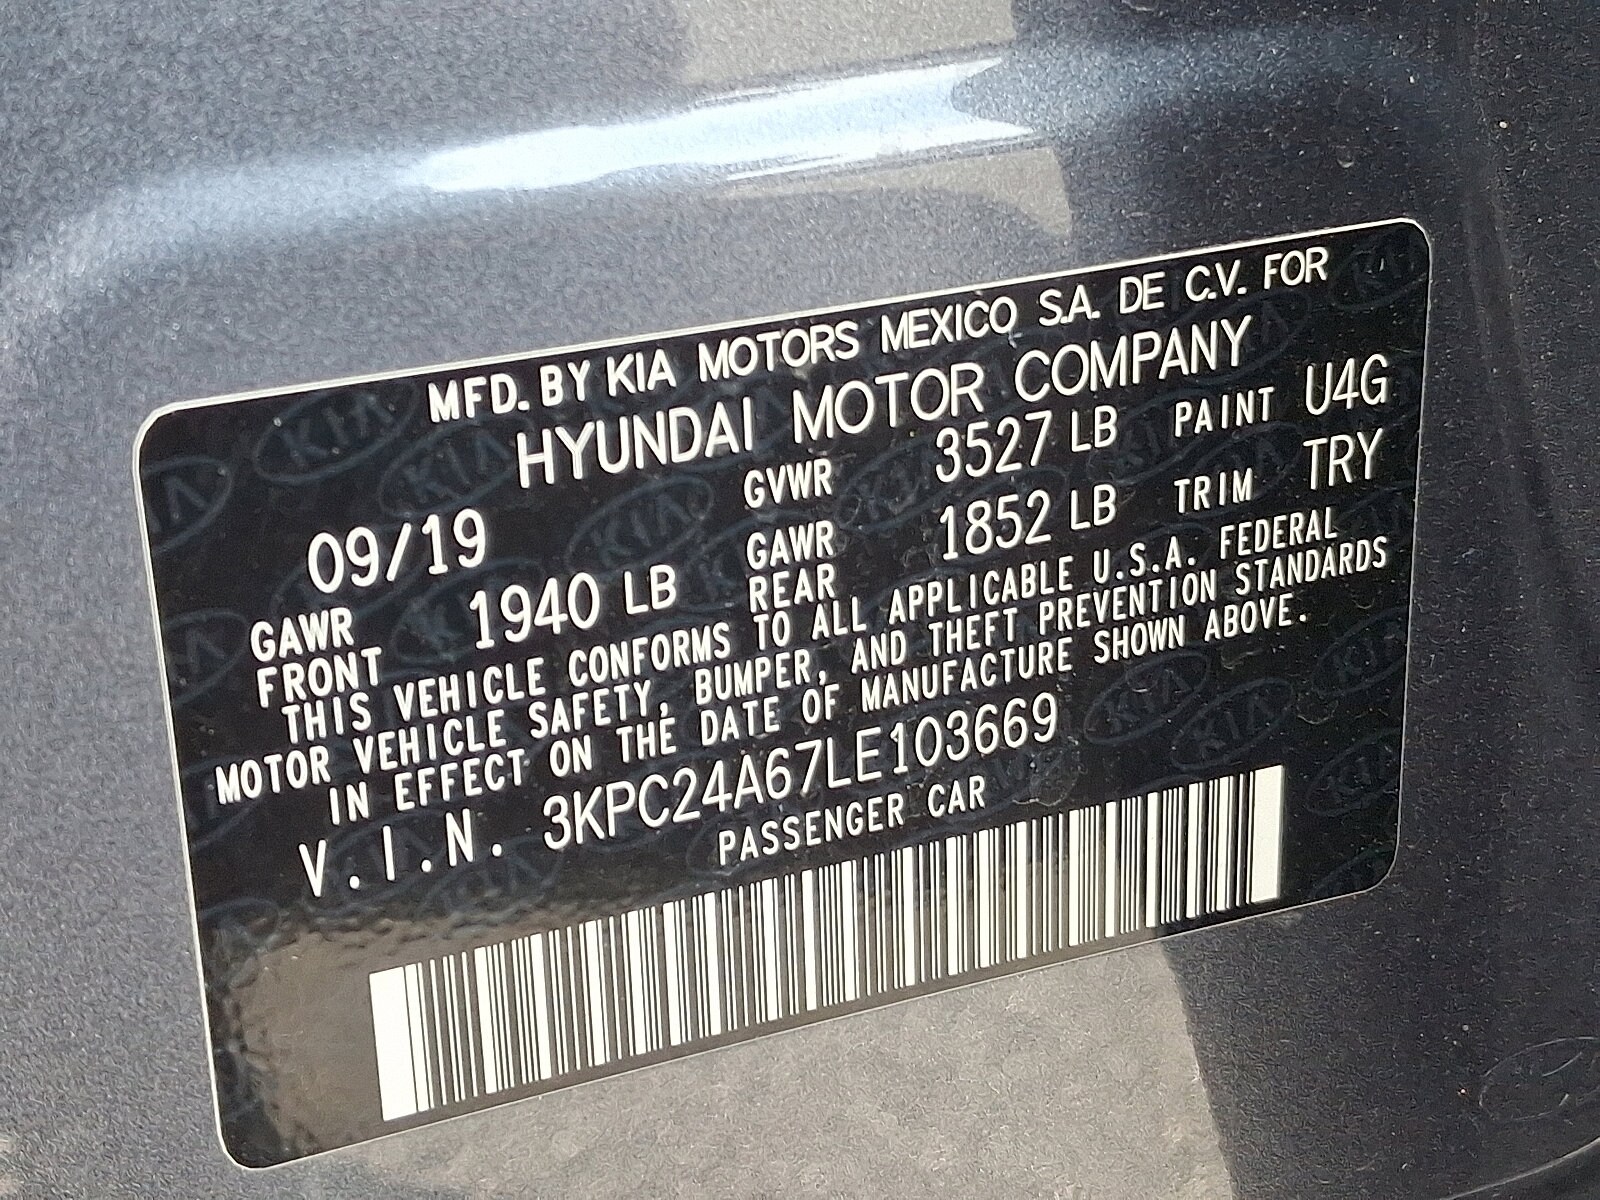 MFD. BY KIA MOTORS MEXICO S.A. DE C.V. FOR
HYUNDAI MOTOR COMPANY
09/19 GVWR 3527 LB PAINT U4G
GAWR FRONT 1940 LB GAWR REAR 1852 LB TRIM TRY
THIS VEHICLE CONFORMS TO ALL APPLICABLE U.S.A. FEDERAL
MOTOR VEHICLE SAFETY, BUMPER, AND THEFT PREVENTION STANDARDS
IN EFFECT ON THE DATE OF MANUFACTURE SHOWN ABOVE.
V.I.N. 3KPC24A67LE103669
PASSENGER CAR